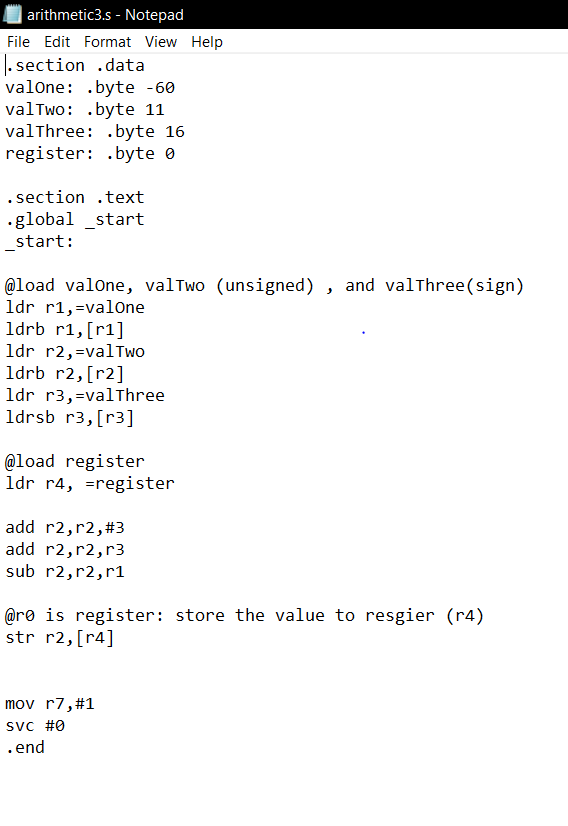 arithmetic3.s - Notepad
File Edit Format View Help
.section .data
valOne: .byte -60
valTwo: .byte 11
valThree: .byte 16
register: .byte 0
.section .text
.global _start
_start:
@load valOne, valTwo (unsigned) , and valThree(sign)
ldr r1,=valOne
ldrb r1,[r1]
ldr r2,=valTwo
ldrb r2,[r2]
ldr r3,=valThree
ldrsb r3,[r3]
@load register
ldr r4, =register
add r2,r2,#3
add r2,r2,r3
sub r2,r2,r1
@r0 is register: store the value to resgier (r4)
str r2,[r4]
mov r7,#1
svc #0
.end